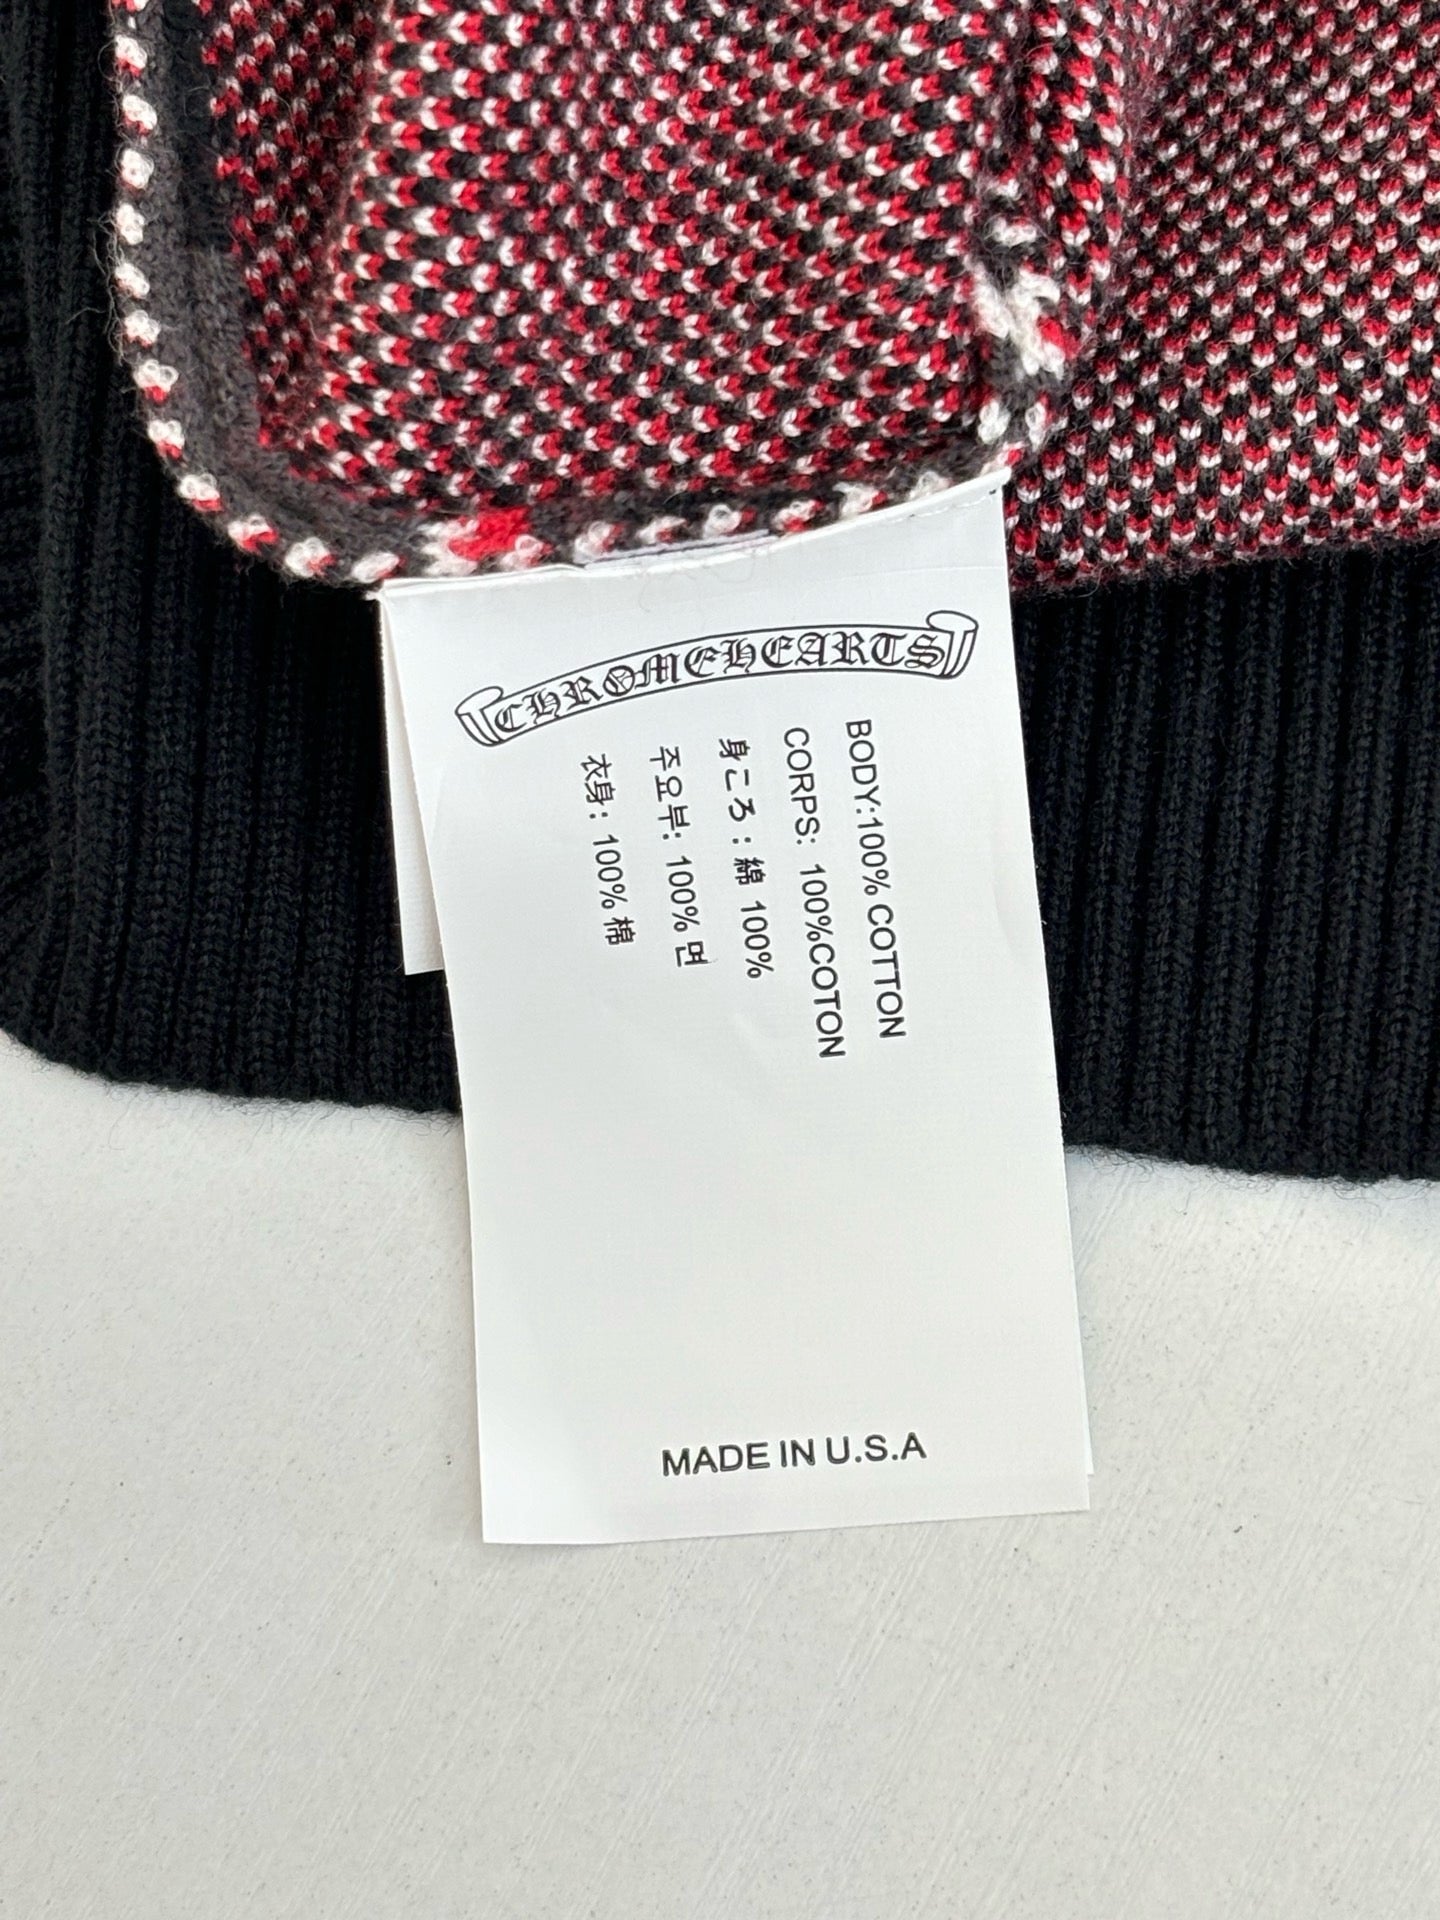 CHROMEHEARTS
BODY:100% COTTON
CORPS: 100%COTON
身ころ：綿 100%
주요부: 100% 면
衣身：100% 棉
MADE IN U.S.A